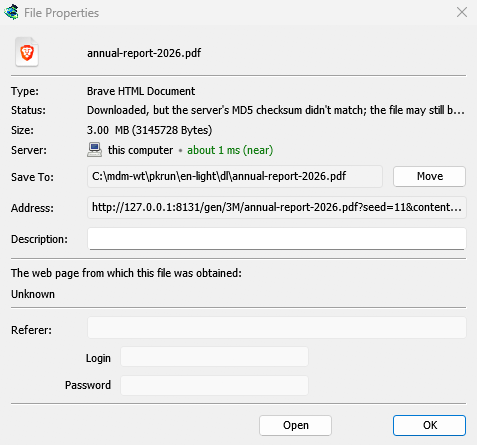 File Properties
annual-report-2026.pdf
Type: Brave HTML Document
Status: Downloaded, but the server's MD5 checksum didn't match; the file may still b...
Size: 3.00 MB (3145728 Bytes)
Server: this computer • about 1 ms (near)
Save To: C:\mdm-wt\pkrun\en-light\dl\annual-report-2026.pdf Move
Address: http://127.0.0.1:8131/gen/3M/annual-report-2026.pdf?seed=11&content...
Description:
The web page from which this file was obtained:
Unknown
Referer:
Login
Password
Open OK